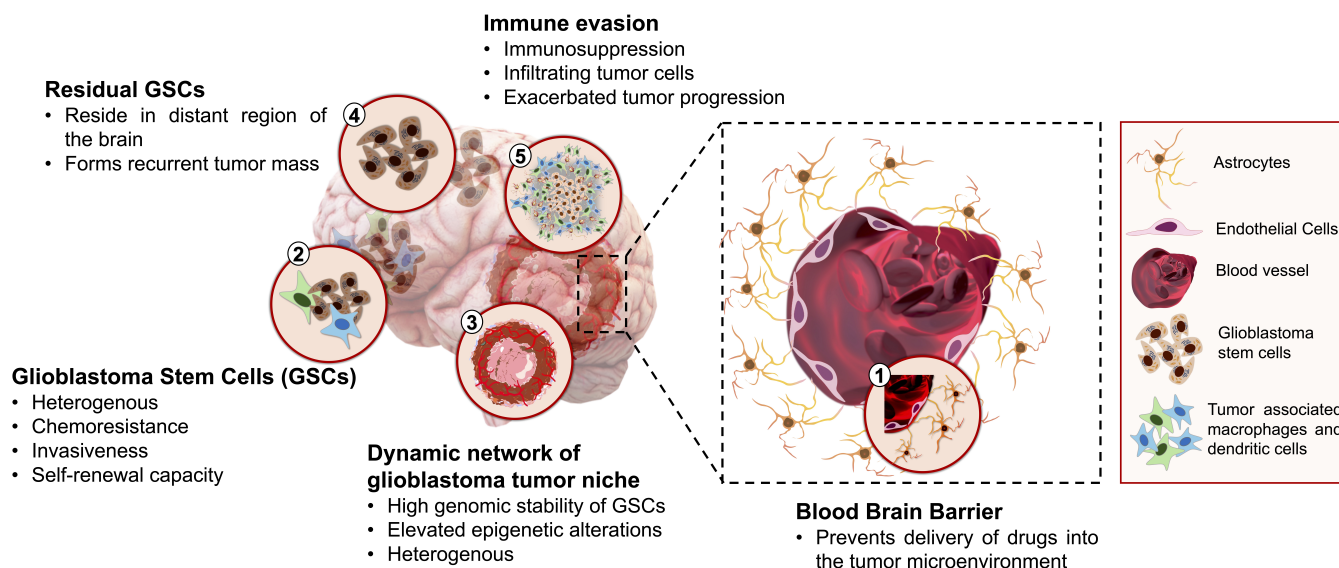 Immune evasion
• Immunosuppression
• Infiltrating tumor cells
• Exacerbated tumor progression
Residual GSCs
• Reside in distant region of
the brain
• Forms recurrent tumor mass
4
5
2
3
1
Glioblastoma Stem Cells (GSCs)
• Heterogenous
• Chemoresistance
• Invasiveness
• Self-renewal capacity
Dynamic network of
glioblastoma tumor niche
• High genomic stability of GSCs
• Elevated epigenetic alterations
• Heterogenous
Blood Brain Barrier
• Prevents delivery of drugs into
the tumor microenvironment
Astrocytes
Endothelial Cells
Blood vessel
Glioblastoma
stem cells
Tumor associated
macrophages and
dendritic cells